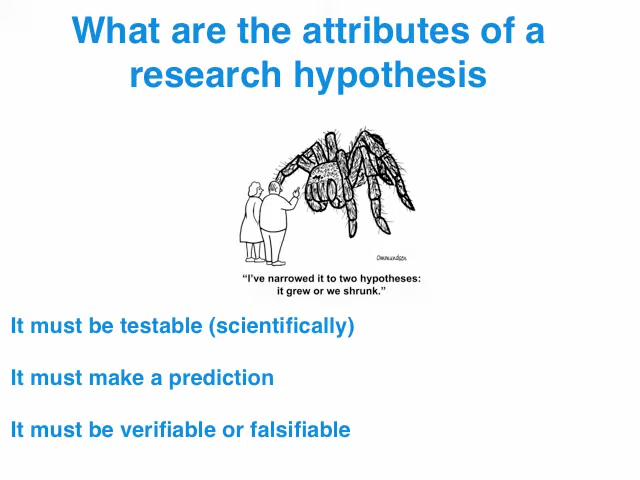 What are the attributes of a
research hypothesis
Ommundsen
“I’ve narrowed it to two hypotheses:
it grew or we shrunk.”
It must be testable (scientifically)
It must make a prediction
It must be verifiable or falsifiable